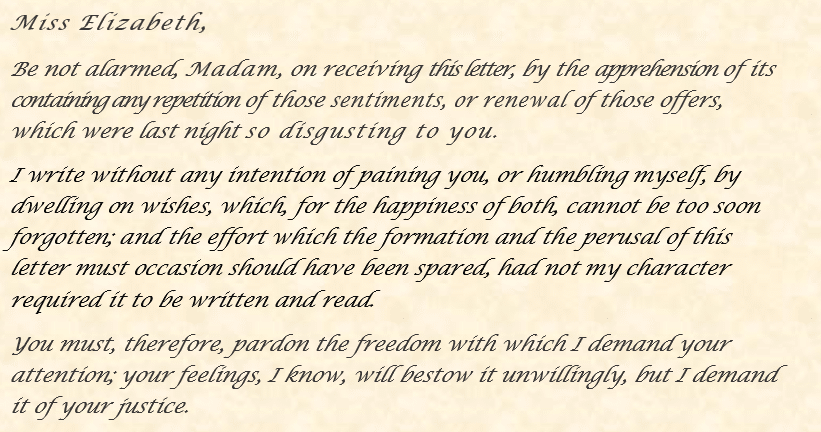 Miss Elizabeth,
Be not alarmed, Madam, on receiving this letter, by the apprehension of its
containing any repetition of those sentiments, or renewal of those offers,
which were last night so disgusting to you.
I write without any intention of paining you, or humbling myself, by
dwelling on wishes, which, for the happiness of both, cannot be too soon
forgotten; and the effort which the formation and the perusal of this
letter must occasion should have been spared, had not my character
required it to be written and read.
You must, therefore, pardon the freedom with which I demand your
attention; your feelings, I know, will bestow it unwillingly, but I demand
it of your justice.